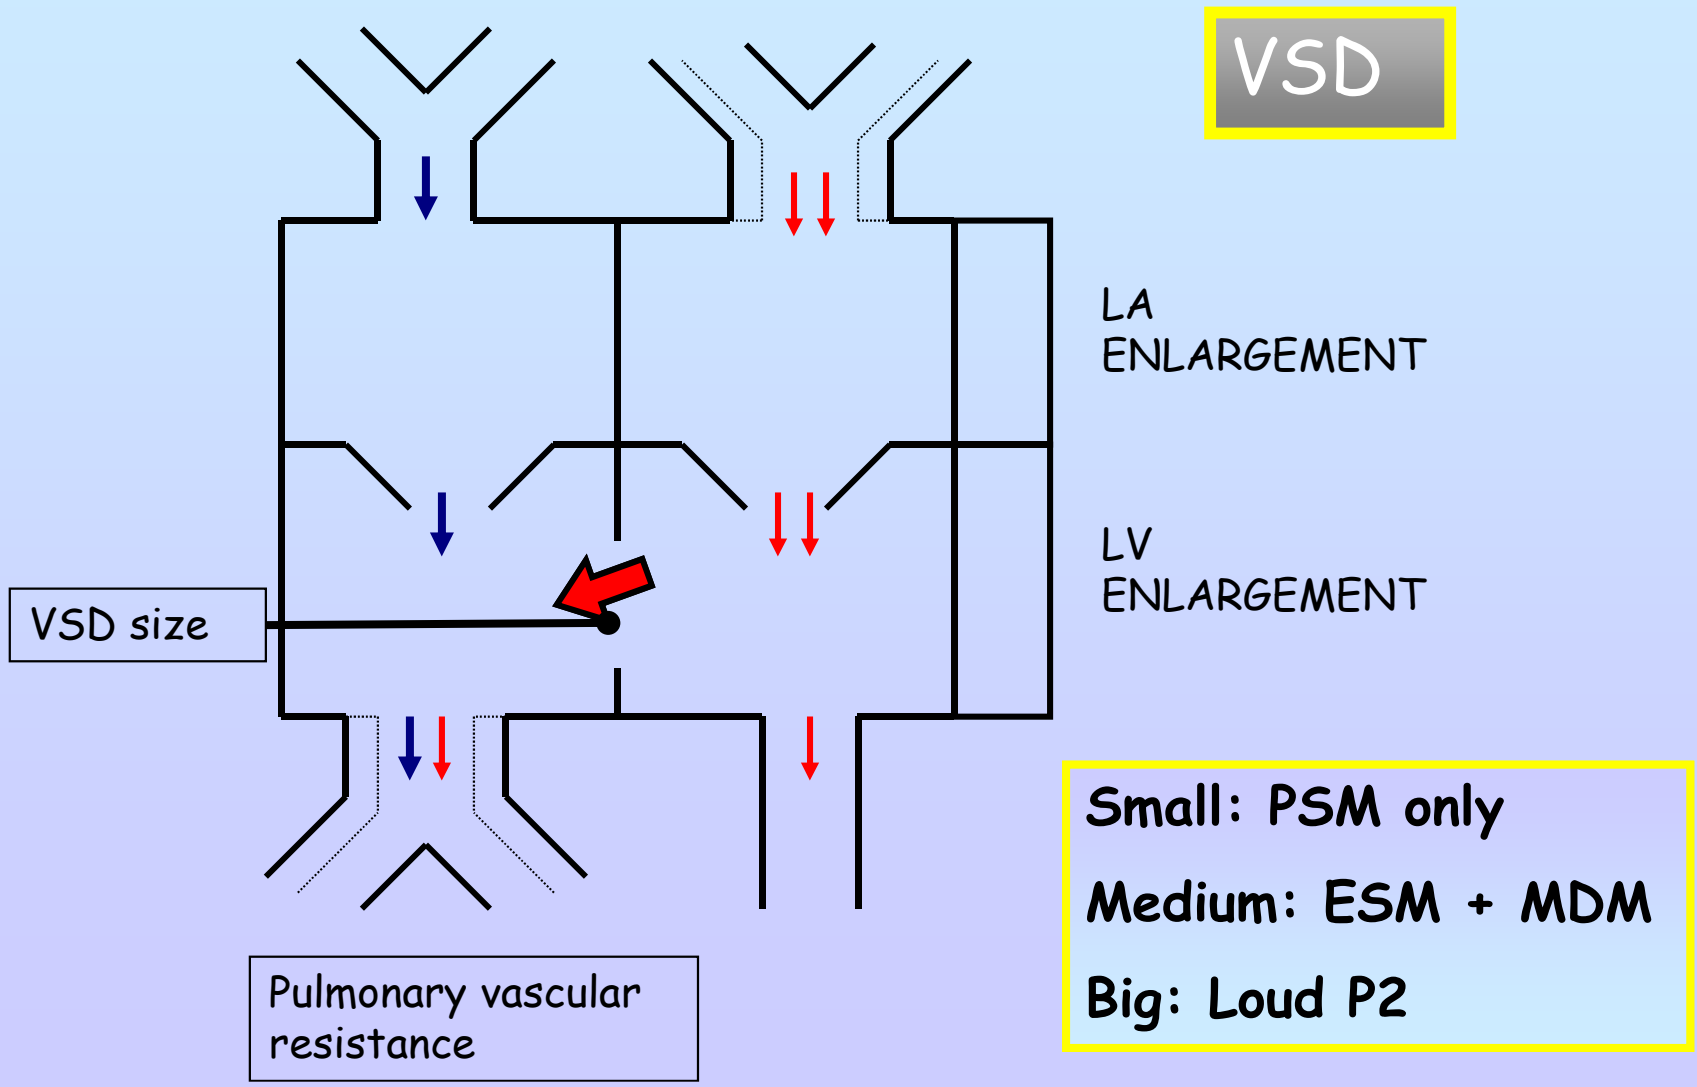 VSD
LA
ENLARGEMENT
LV
ENLARGEMENT
VSD size
Small: PSM only
Medium: ESM + MDM
Big: Loud P2
Pulmonary vascular
resistance